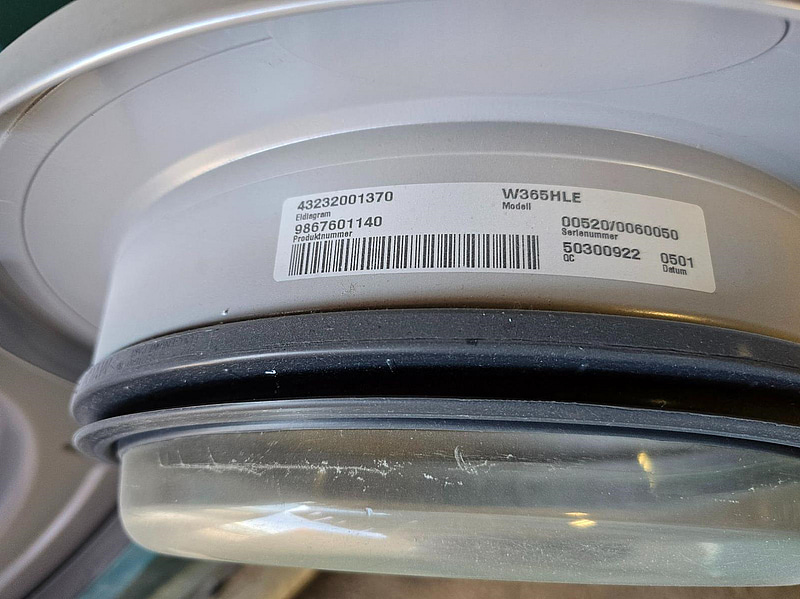 43232001370
Eldiagram
9867601140
Produktnummer
W365HLE
Modell
00520/0060050
Serienummer
50300922 0501
QC Datum